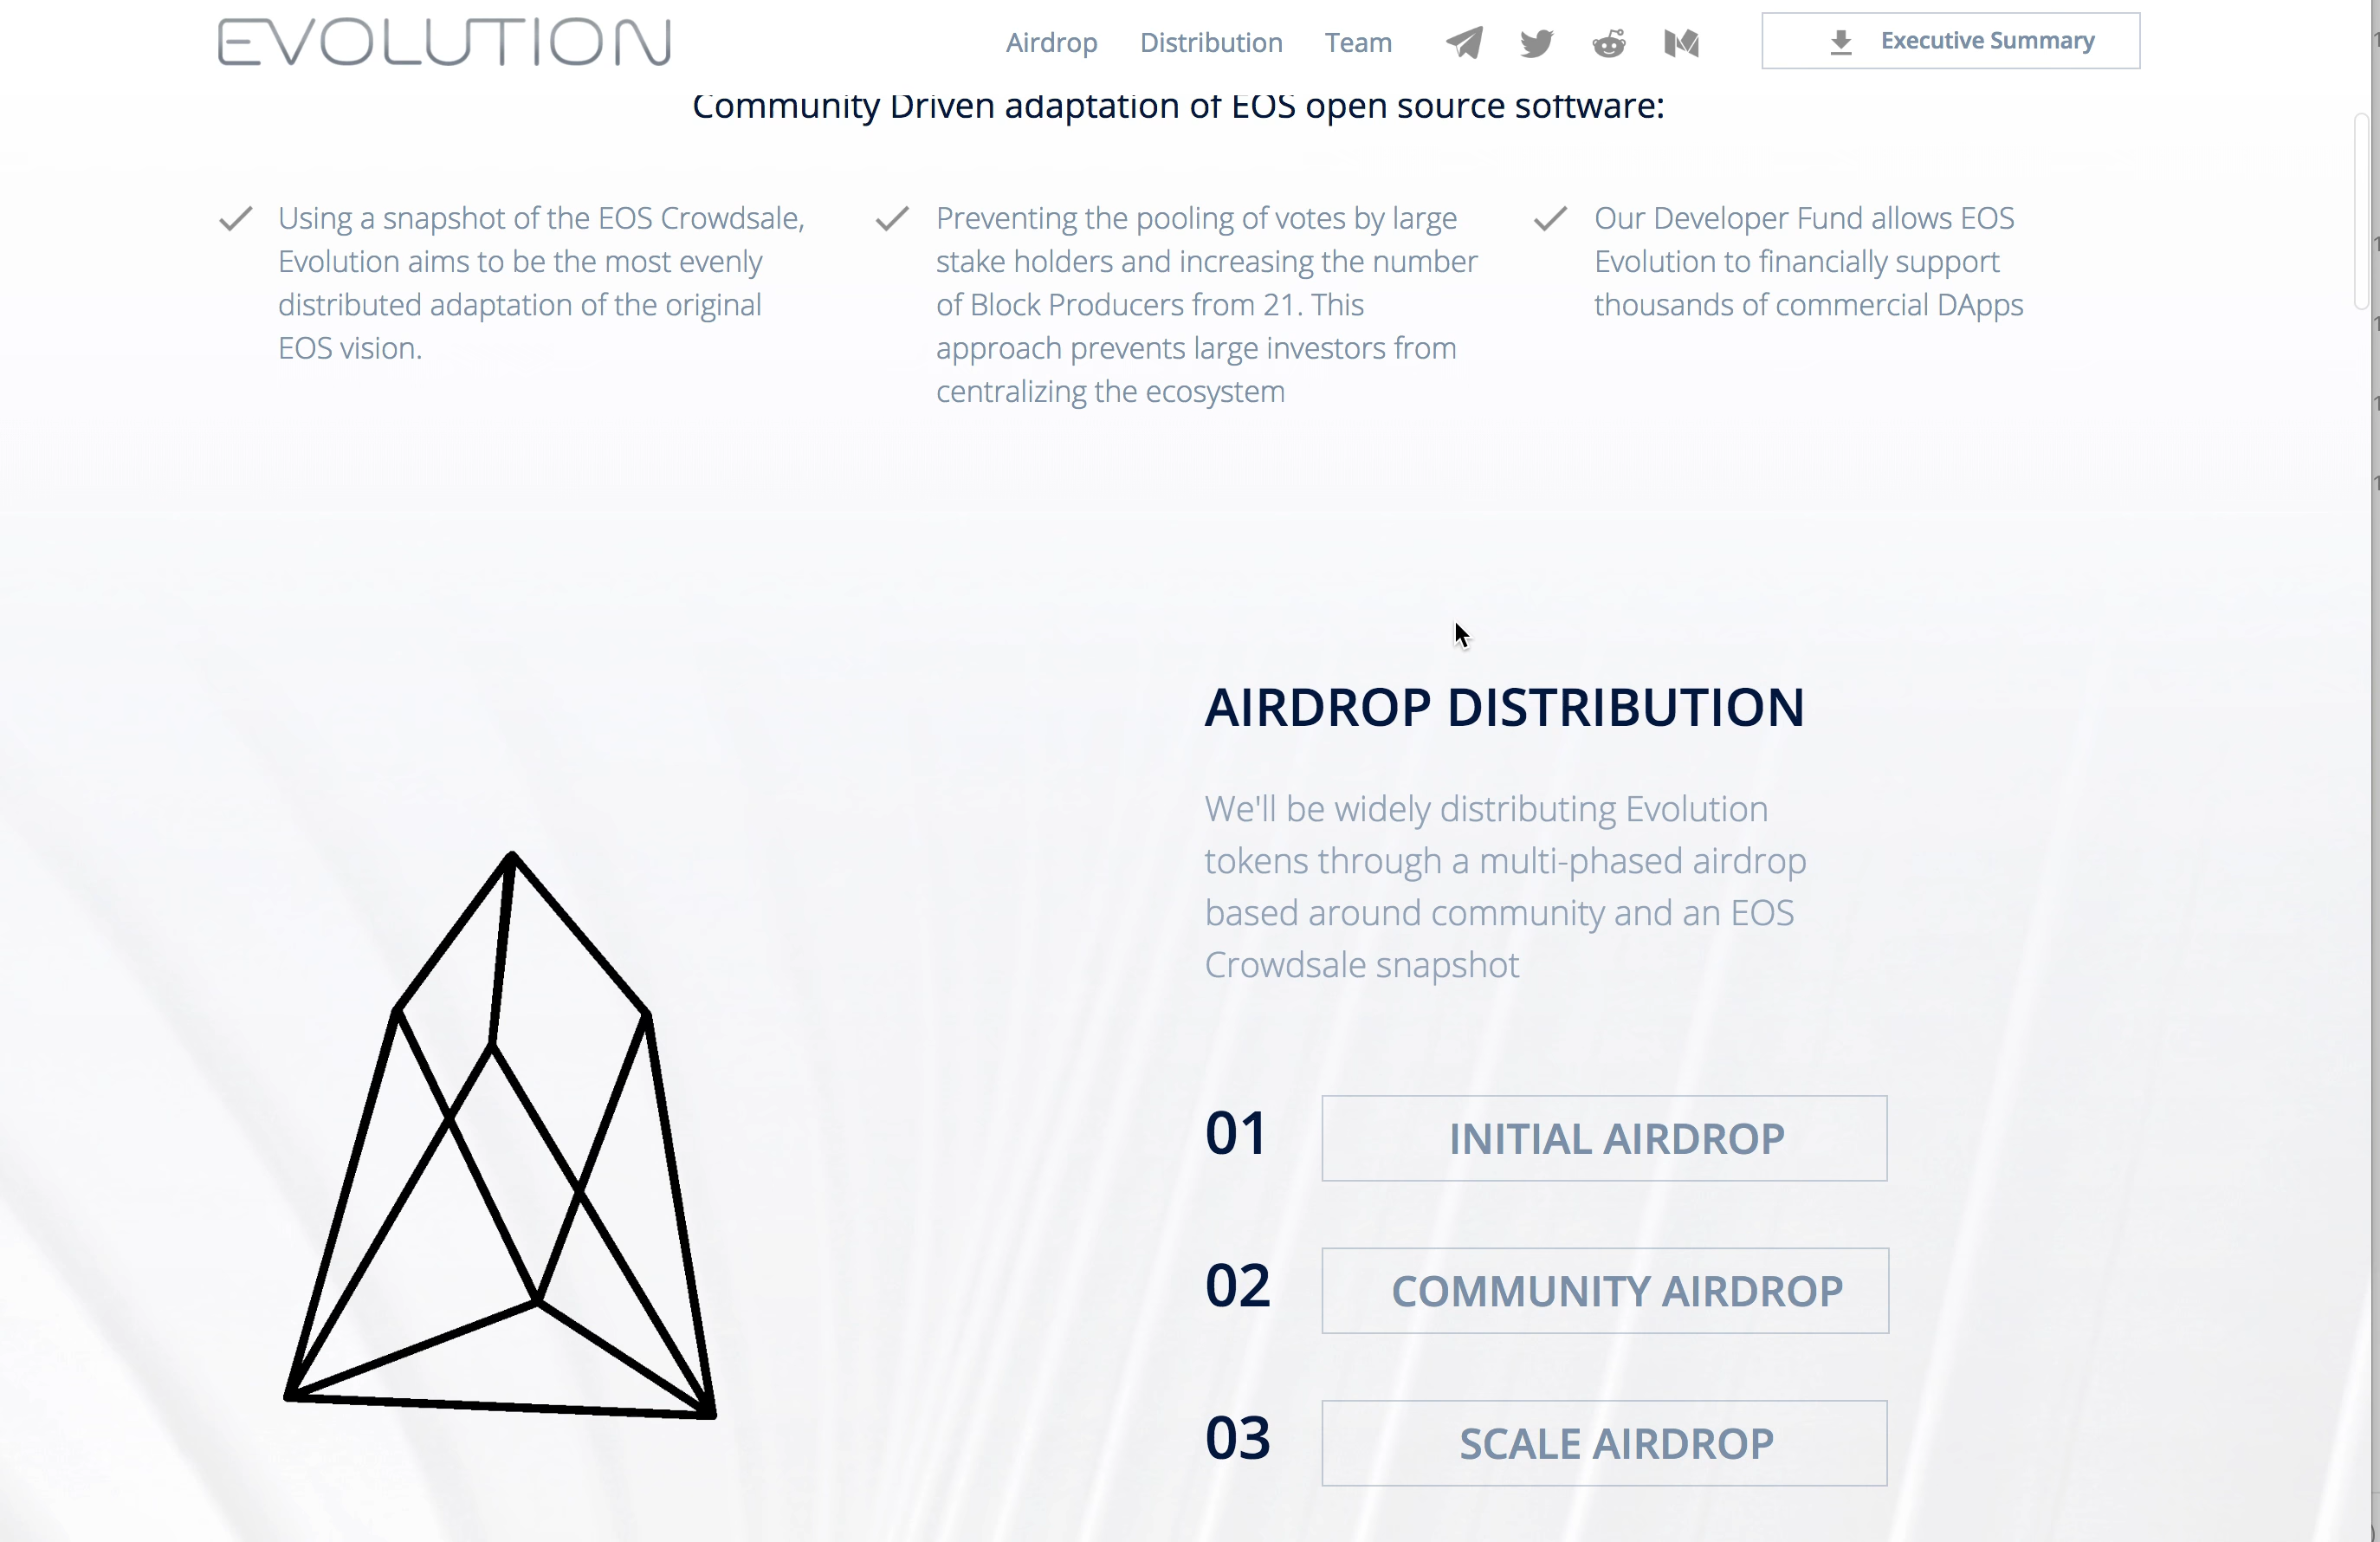 EVOLUTION
Airdrop Distribution Team Executive Summary
Community Driven adaptation of EOS open source software:
Using a snapshot of the EOS Crowdsale,
Evolution aims to be the most evenly
distributed adaptation of the original
EOS vision.
Preventing the pooling of votes by large
stake holders and increasing the number
of Block Producers from 21. This
approach prevents large investors from
centralizing the ecosystem
Our Developer Fund allows EOS
Evolution to financially support
thousands of commercial DApps
AIRDROP DISTRIBUTION
We'll be widely distributing Evolution
tokens through a multi-phased airdrop
based around community and an EOS
Crowdsale snapshot
01 INITIAL AIRDROP
02 COMMUNITY AIRDROP
03 SCALE AIRDROP